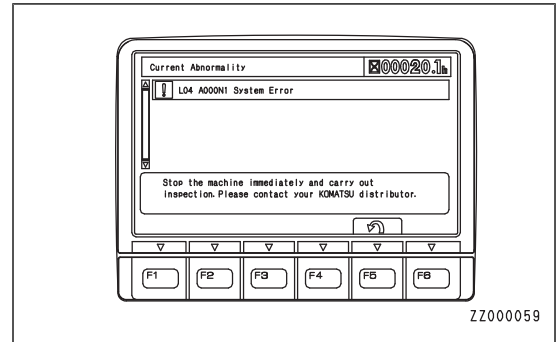 Current Abnormality 00020.1h
! L04 A000N1 System Error
Stop the machine immediately and carry out
inspection. Please contact your KOMATSU distributor.
F1 F2 F3 F4 F5 F6
ZZ000059